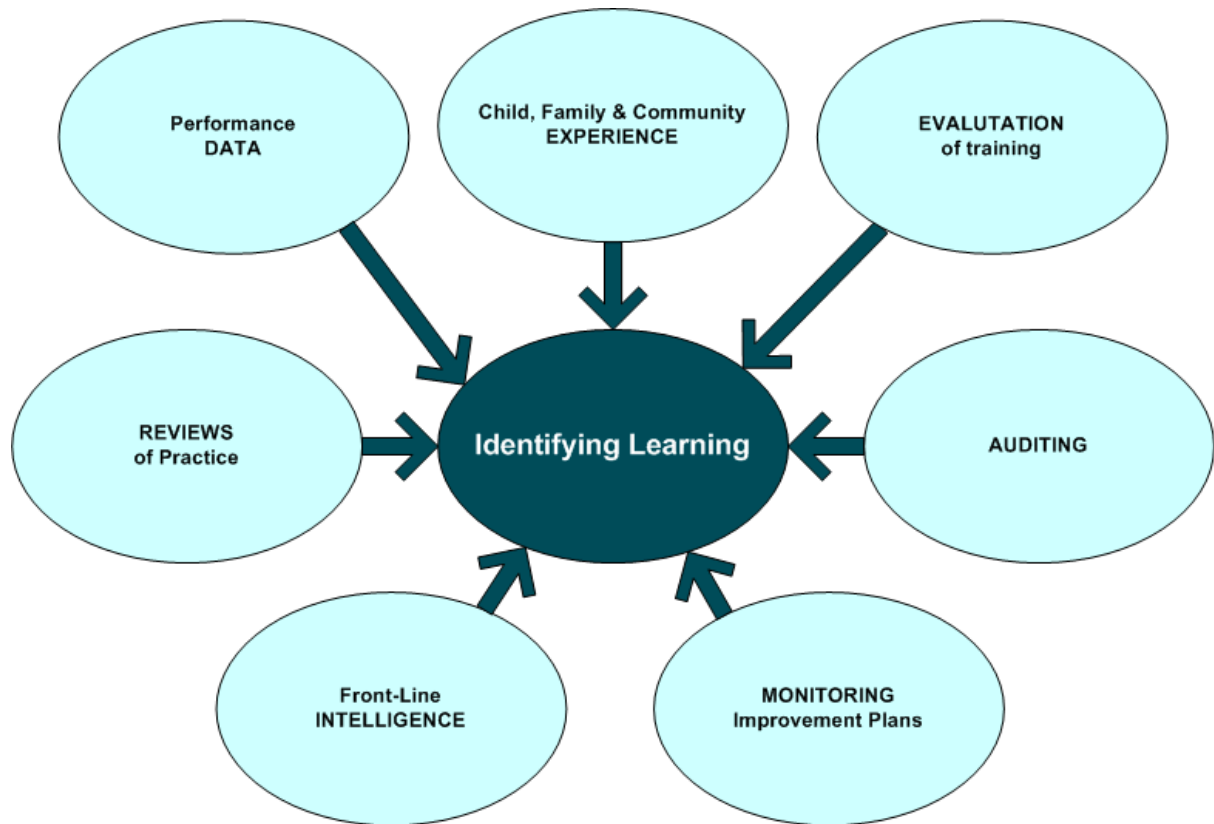 Performance
DATA
Child, Family & Community
EXPERIENCE
EVALUTATION
of training
REVIEWS
of Practice
Identifying Learning
AUDITING
Front-Line
INTELLIGENCE
MONITORING
Improvement Plans